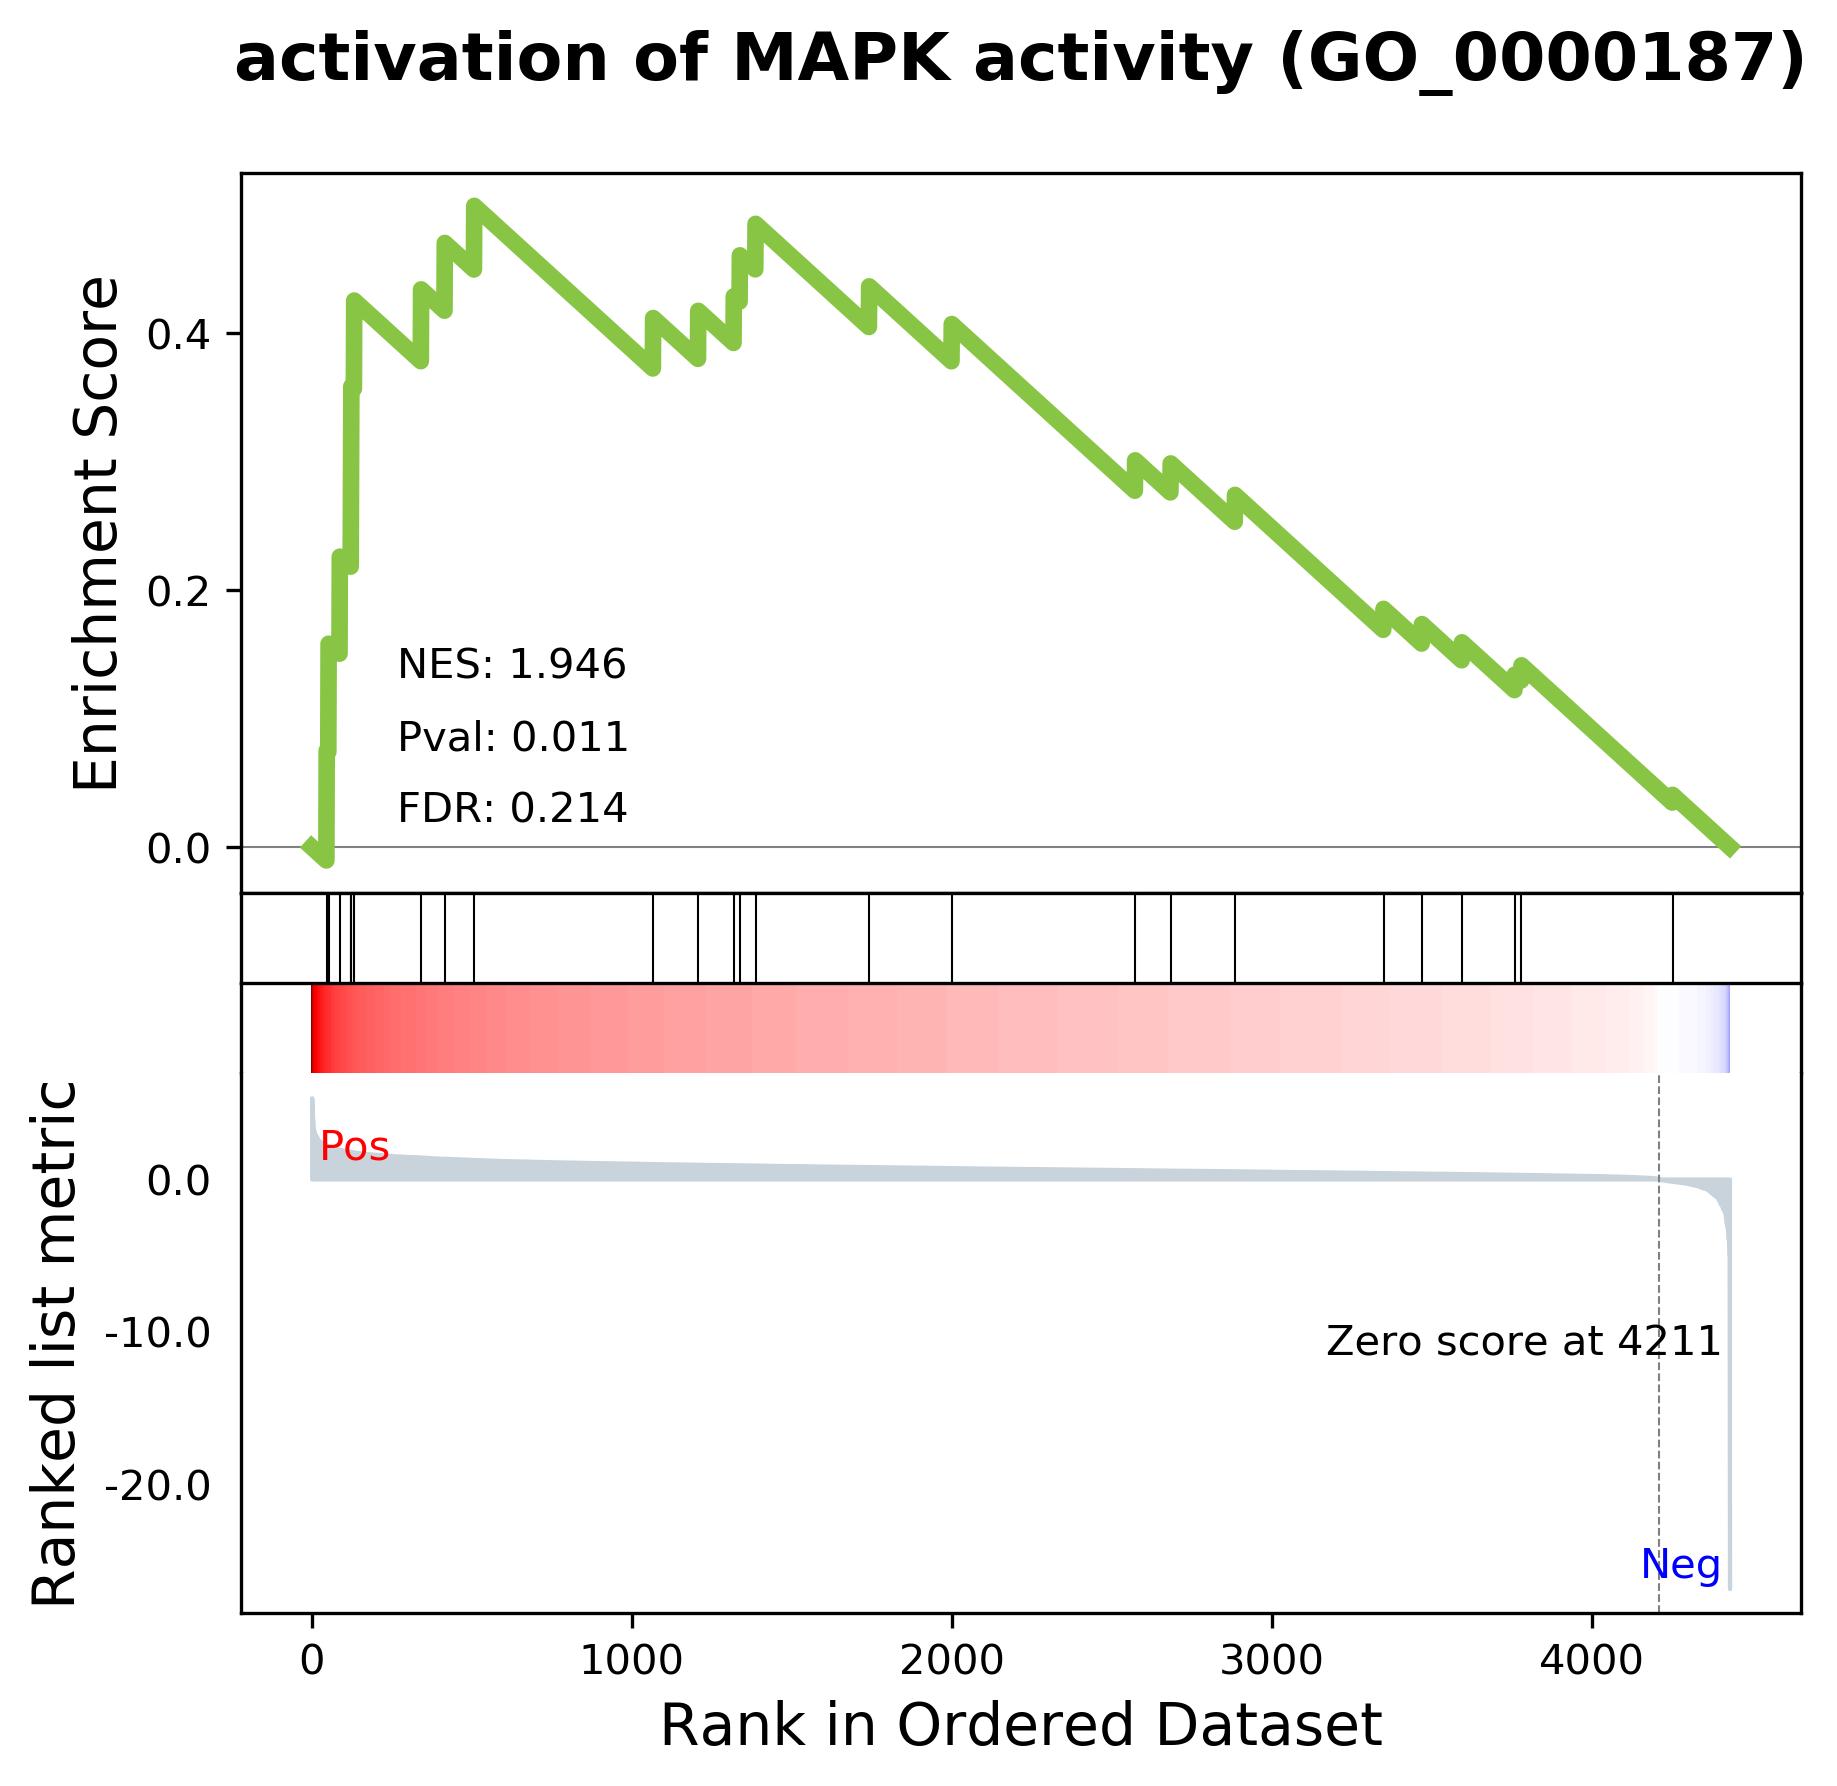 activation of MAPK activity (GO_0000187)
Enrichment Score
0.4
0.2
0.0
NES: 1.946
Pval: 0.011
FDR: 0.214
Ranked list metric
Pos
0.0
-10.0
-20.0
Zero score at 4211
Neg
0 1000 2000 3000 4000
Rank in Ordered Dataset